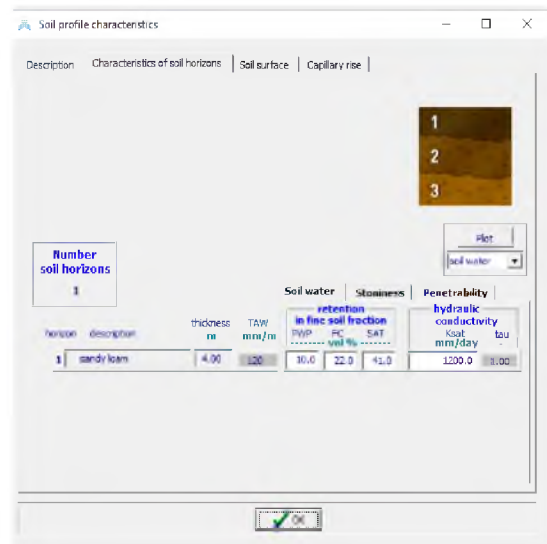 Soil profile characteristics
Description Characteristics of soil horizons Soil surface Capillary rise
1
2
3
Plot
soil water
Number
soil horizons
1
Soil water Stoniness Penetrability
retention
in fine soil fraction
hydraulic
conductivity
horizon description thickness TAW PWP FC SAT Ksat tau
m mm/m -------- vol % -------- mm/day -
1 sandy loam 4.00 120 10.0 22.0 41.0 1200.0 1.00
OK